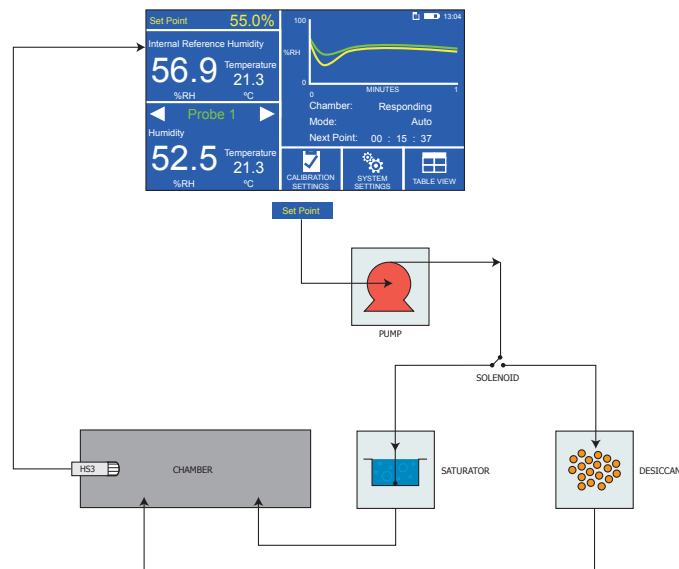 Set Point 55.0%
13:04
Internal Reference Humidity
56.9
%RH
Temperature
21.3
ºC
Probe 1
Humidity
52.5
%RH
Temperature
21.3
ºC
100
%RH
0
0
MINUTES
1
Chamber: Responding
Mode: Auto
Next Point: 00 : 15 : 37
CALIBRATION
SETTINGS
SYSTEM
SETTINGS
TABLE VIEW
Set Point
PUMP
SOLENOID
HS3
CHAMBER
SATURATOR
DESICCAN